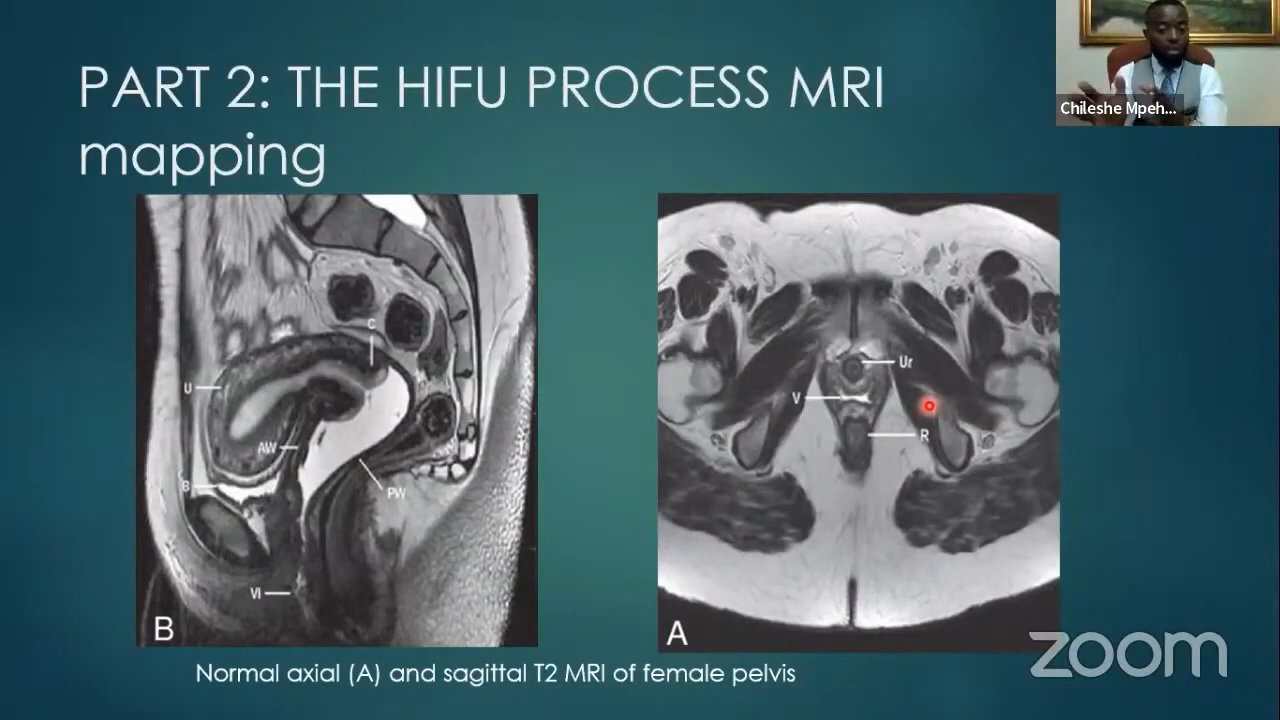 PART 2: THE HIFU PROCESS MRI
mapping
Chileshe Mpeh...
C
U
AW
B
PW
VI
B
Ur
V
R
A
Normal axial (A) and sagittal T2 MRI of female pelvis
zoom